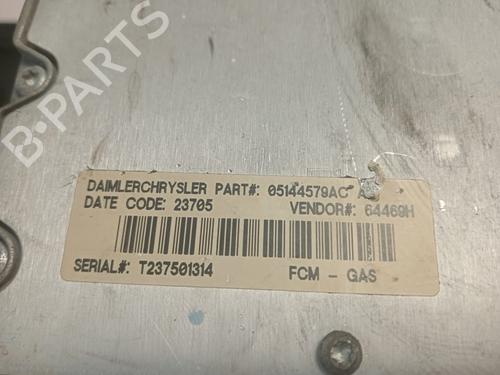 B-PARTS
DAIMLERCHRYSLER PART#: 05144579AC
DATE CODE: 23705 VENDOR#: 64469H
SERIAL#: T237501314 FCM - GAS